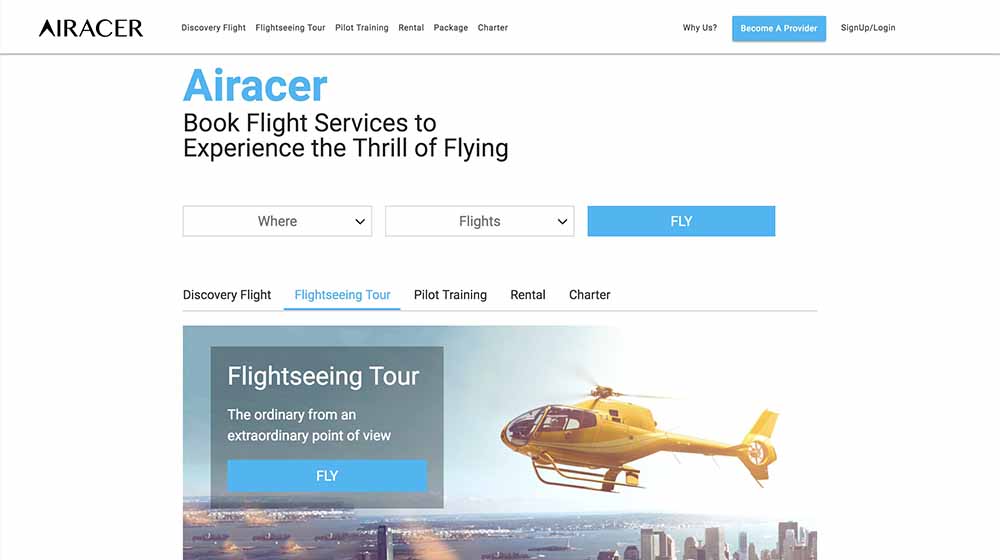 AIRACER Discovery Flight Flightseeing Tour Pilot Training Rental Package Charter Why Us? Become A Provider SignUp/Login
Airacer
Book Flight Services to
Experience the Thrill of Flying
Where Flights FLY
Discovery Flight Flightseeing Tour Pilot Training Rental Charter
Flightseeing Tour
The ordinary from an
extraordinary point of view
FLY